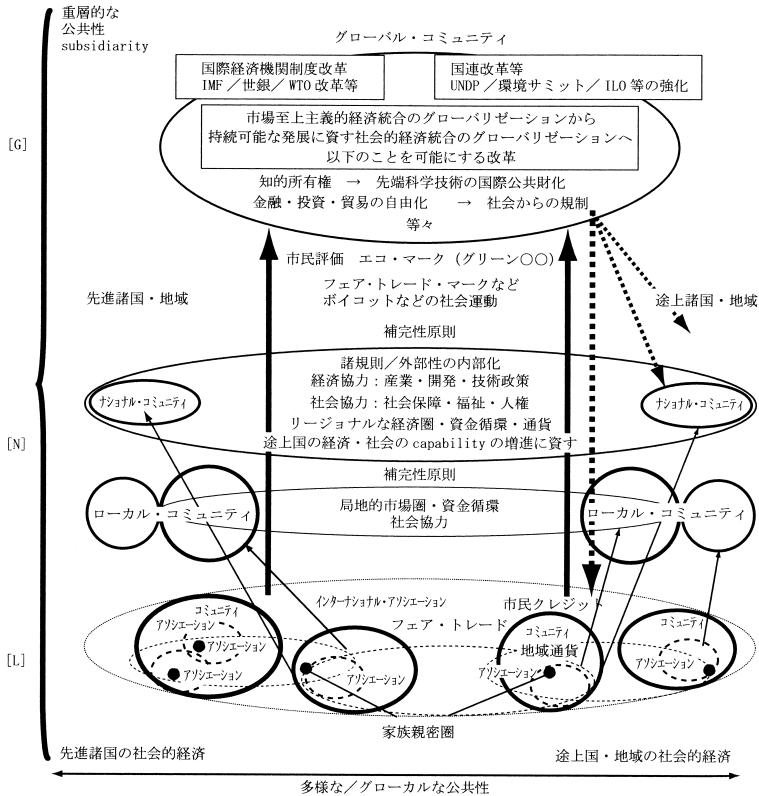 重層的な
公共性
subsidiarity
グローバル・コミュニティ
国際経済機関制度改革
IMF／世銀／WTO 改革等
国連改革等
UNDP／環境サミット／ILO 等の強化
[G]
市場至上主義的経済統合のグローバリゼーションから
持続可能な発展に資す社会的経済統合のグローバリゼーションへ
以下のことを可能にする改革
知的所有権 → 先端科学技術の国際公共財化
金融・投資・貿易の自由化 → 社会からの規制
等々
市民評価 エコ・マーク（グリーン〇〇）
フェア・トレード・マークなど
ボイコットなどの社会運動
先進諸国・地域
途上諸国・地域
補完性原則
諸規則／外部性の内部化
経済協力：産業・開発・技術政策
ナショナル・コミュニティ
社会協力：社会保障・福祉・人権
ナショナル・コミュニティ
リージョナルな経済圏・資金循環・通貨
[N]
途上国の経済・社会の capability の増進に資す
補完性原則
ローカル・コミュニティ
局地的市場圏・資金循環
社会協力
ローカル・コミュニティ
インターナショナル・アソシエーション
市民クレジット
コミュニティ
アソシエーション
フェア・トレード
コミュニティ
コミュニティ
アソシエーション
地域通貨
[L]
アソシエーション
アソシエーション
アソシエーション
アソシエーション
家族親密圏
先進諸国の社会的経済
途上国・地域の社会的経済
多様な／グローカルな公共性